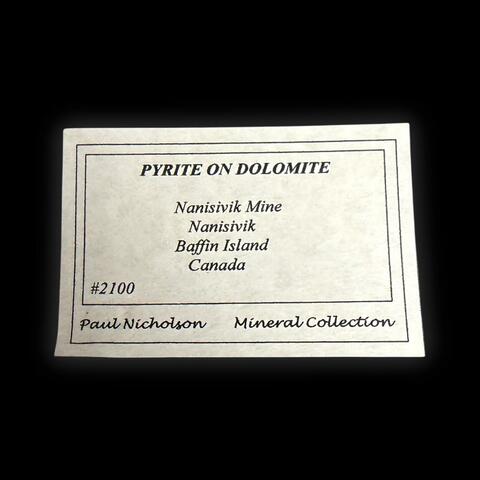 PYRITE ON DOLOMITE
Nanisivik Mine
Nanisivik
Baffin Island
Canada
#2100
Paul Nicholson Mineral Collection